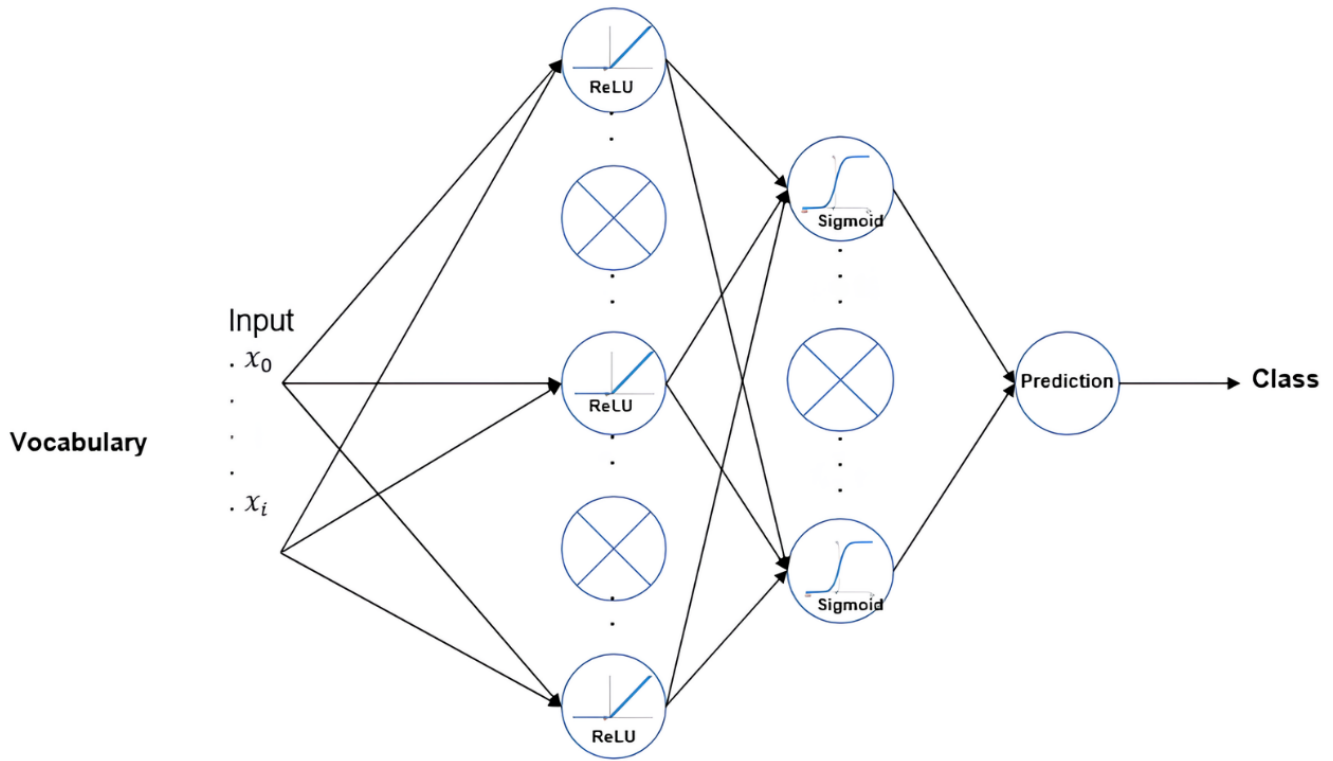 ReLU
Sigmoid
Input
. x₀
.
.
.
. xᵢ
Vocabulary
ReLU
Prediction
Class
Sigmoid
ReLU